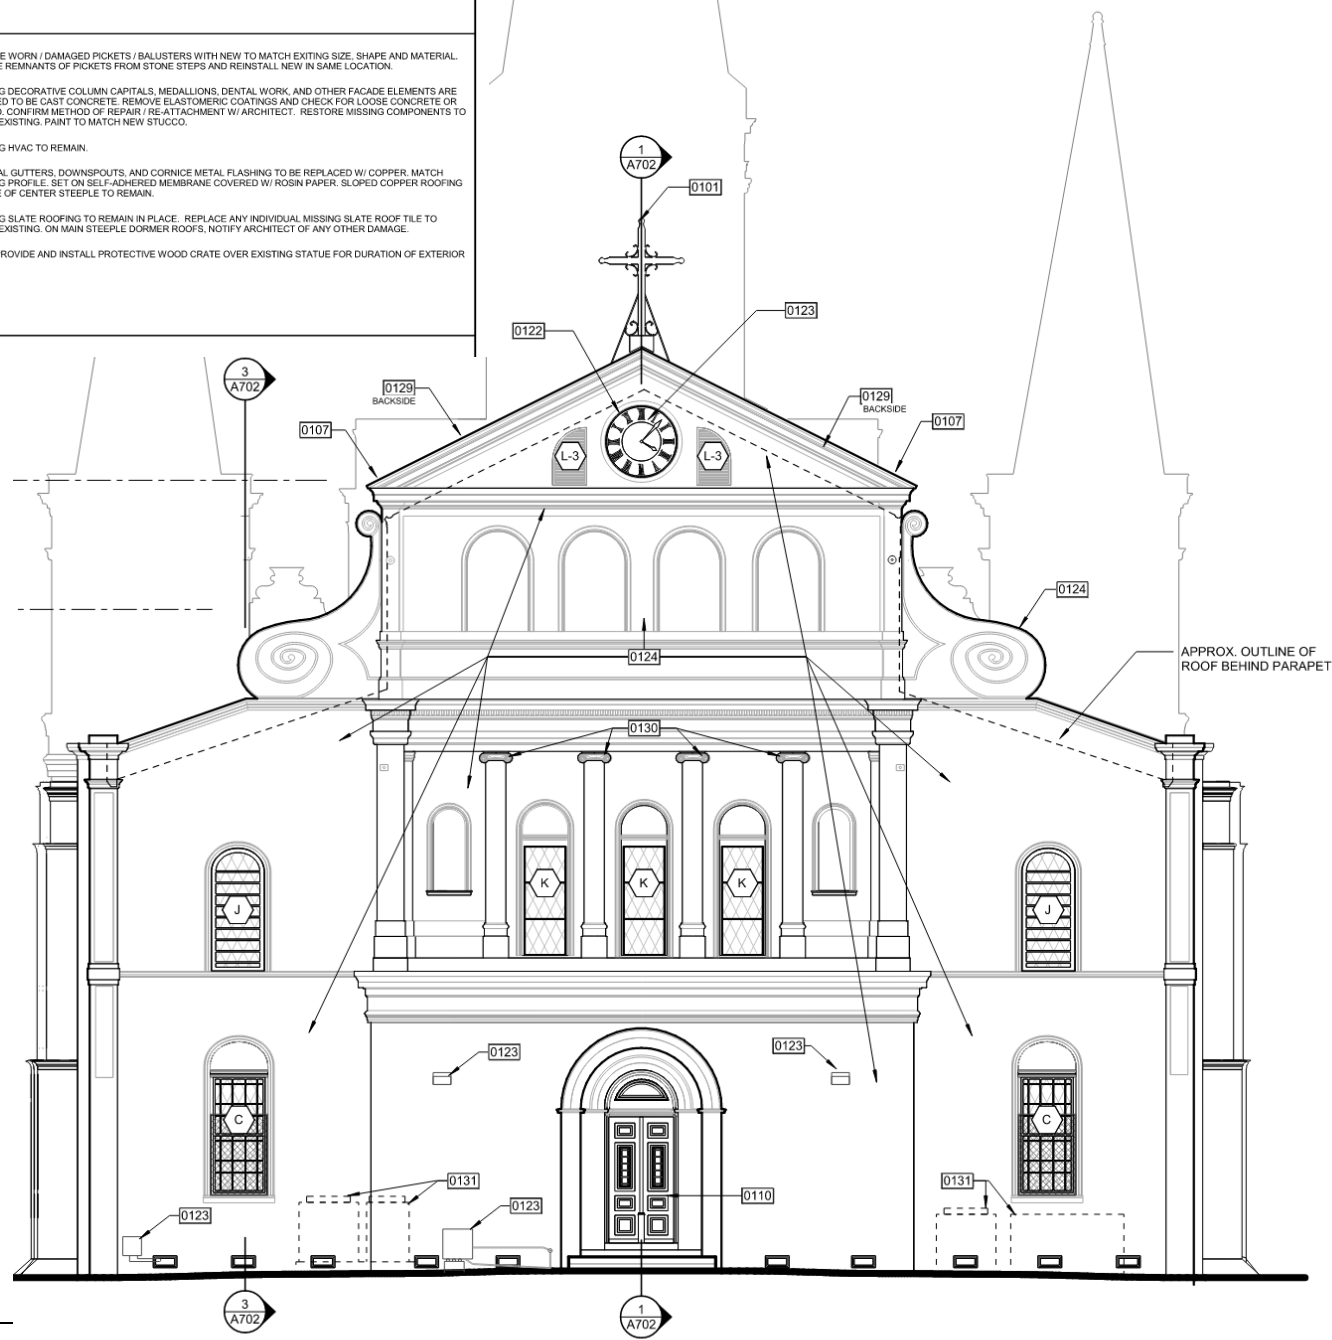 E WORN / DAMAGED PICKETS / BALUSTERS WITH NEW TO MATCH EXITING SIZE, SHAPE AND MATERIAL.
E REMNANTS OF PICKETS FROM STONE STEPS AND REINSTALL NEW IN SAME LOCATION.
G DECORATIVE COLUMN CAPITALS, MEDALLIONS, DENTAL WORK, AND OTHER FACADE ELEMENTS ARE
ED TO BE CAST CONCRETE. REMOVE ELASTOMERIC COATINGS AND CHECK FOR LOOSE CONCRETE OR
O. CONFIRM METHOD OF REPAIR / RE-ATTACHMENT W/ ARCHITECT. RESTORE MISSING COMPONENTS TO
EXISTING. PAINT TO MATCH NEW STUCCO.
G HVAC TO REMAIN.
AL GUTTERS, DOWNSPOUTS, AND CORNICE METAL FLASHING TO BE REPLACED W/ COPPER. MATCH
G PROFILE. SET ON SELF-ADHERED MEMBRANE COVERED W/ ROSIN PAPER. SLOPED COPPER ROOFING
E OF CENTER STEEPLE TO REMAIN.
G SLATE ROOFING TO REMAIN IN PLACE. REPLACE ANY INDIVIDUAL MISSING SLATE ROOF TILE TO
EXISTING. ON MAIN STEEPLE DORMER ROOFS, NOTIFY ARCHITECT OF ANY OTHER DAMAGE.
PROVIDE AND INSTALL PROTECTIVE WOOD CRATE OVER EXISTING STATUE FOR DURATION OF EXTERIOR
1
A702
0101
0123
0122
3
A702
0129
BACKSIDE
0129
BACKSIDE
0107
0107
L-3
L-3
0124
0124
APPROX. OUTLINE OF
ROOF BEHIND PARAPET
0130
K
K
K
J
J
0123
0123
C
C
0131
0131
0110
0123
0123
3
A702
1
A702